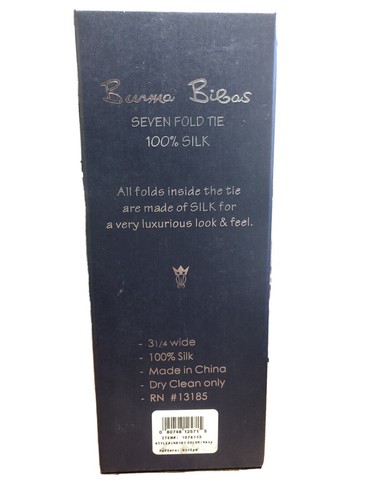 Burma Bibas
SEVEN FOLD TIE
100% SILK
All folds inside the tie
are made of SILK for
a very luxurious look & feel.
- 3 1/4 wide
- 100% Silk
- Made in China
- Dry Clean only
- RN #13185